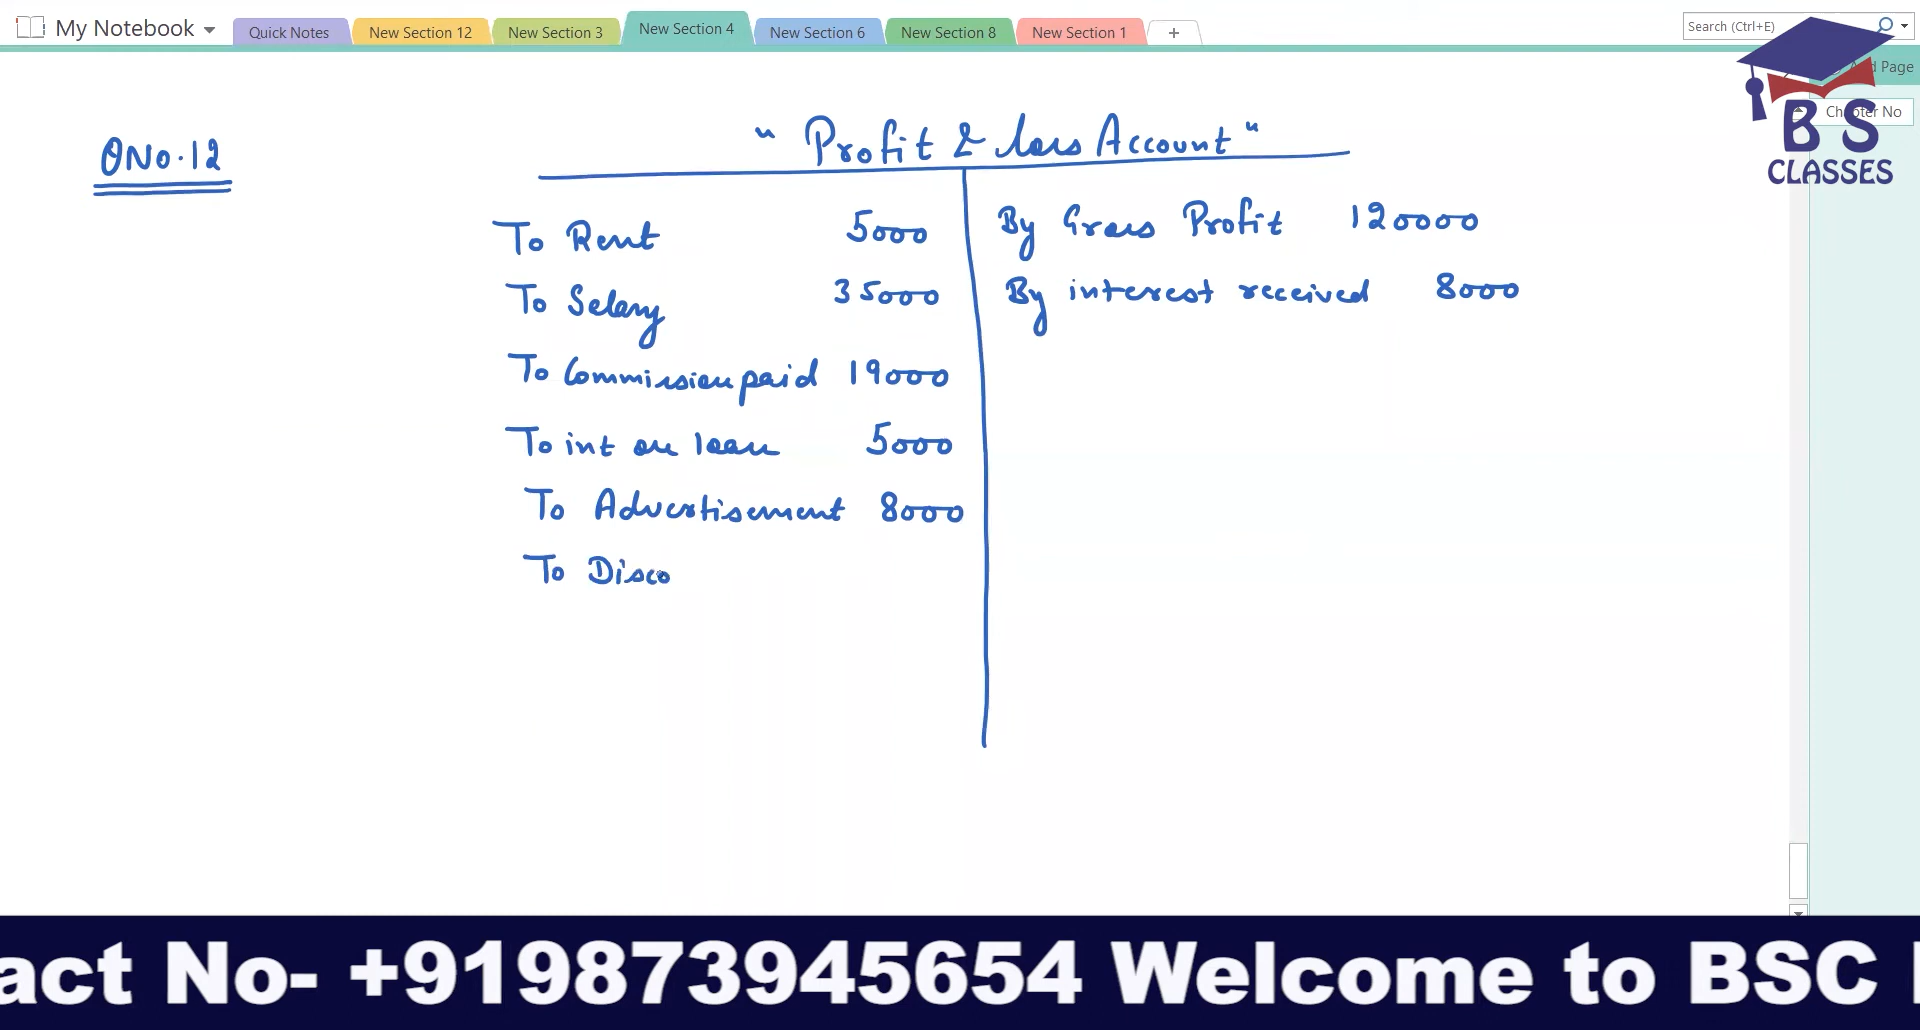 My Notebook
Quick Notes
New Section 12
New Section 3
New Section 4
New Section 6
New Section 8
New Section 1
+
Search (Ctrl+E)
d Page
Chapter No
BS
CLASSES
QNo.12
"Profit & loss Account"
To Rent 5000
To Salary 35000
To Commission paid 19000
To int on loan 5000
To Advertisement 8000
To Disco
By Gross Profit 120000
By interest received 8000
act No- +919873945654 Welcome to BSC